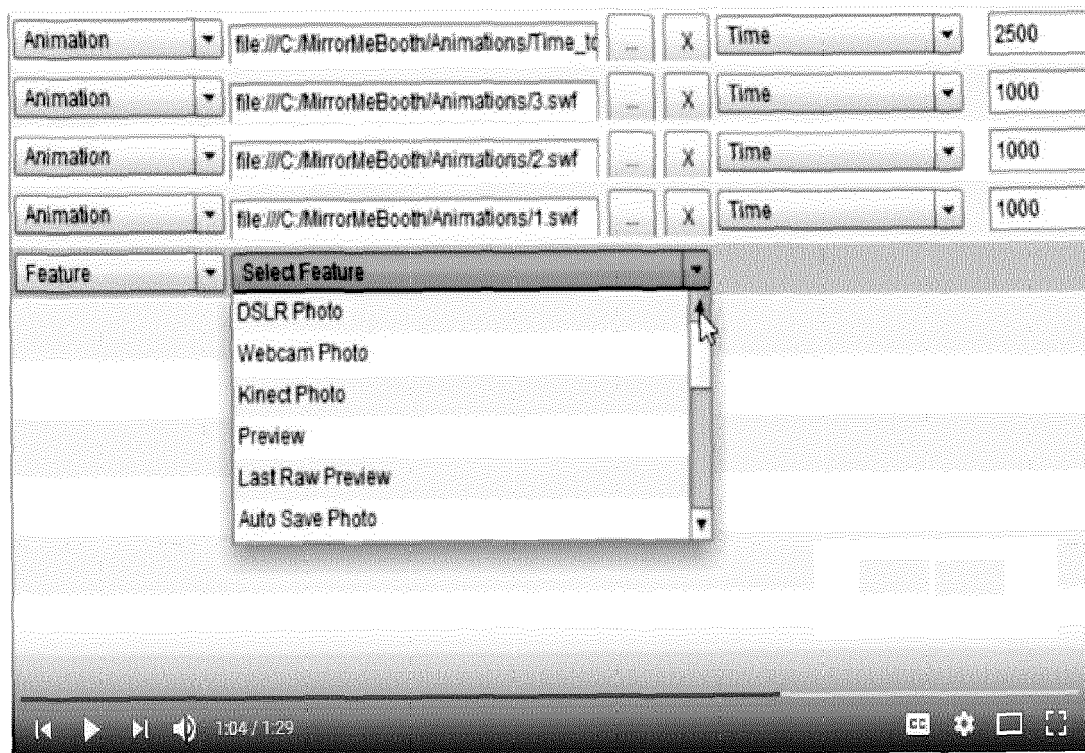 Animation file:///C:/MirrorMeBooth/Animations/Time_to ... X Time 2500
Animation file:///C:/MirrorMeBooth/Animations/3.swf ... X Time 1000
Animation file:///C:/MirrorMeBooth/Animations/2.swf ... X Time 1000
Animation file:///C:/MirrorMeBooth/Animations/1.swf ... X Time 1000
Feature Select Feature
DSLR Photo
Webcam Photo
Kinect Photo
Preview
Last Raw Preview
Auto Save Photo
1:04 / 1:29 CC